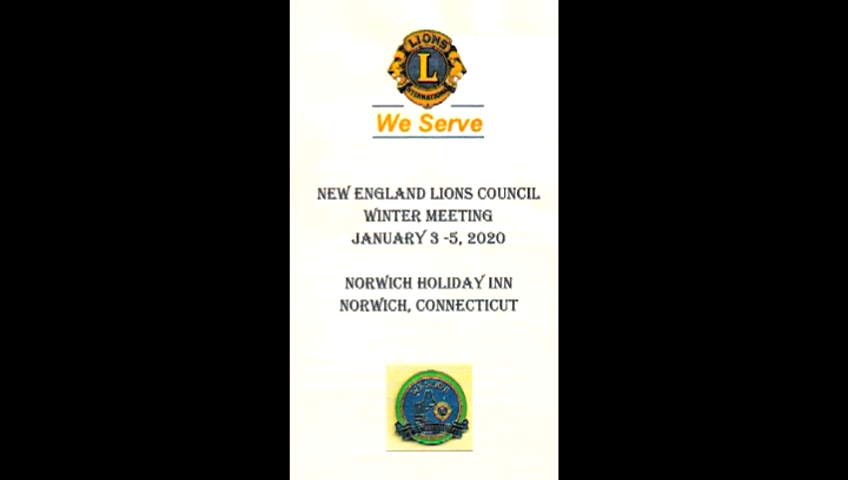 LIONS
L
INTERNATIONAL
We Serve
NEW ENGLAND LIONS COUNCIL
WINTER MEETING
JANUARY 3 -5, 2020
NORWICH HOLIDAY INN
NORWICH, CONNECTICUT